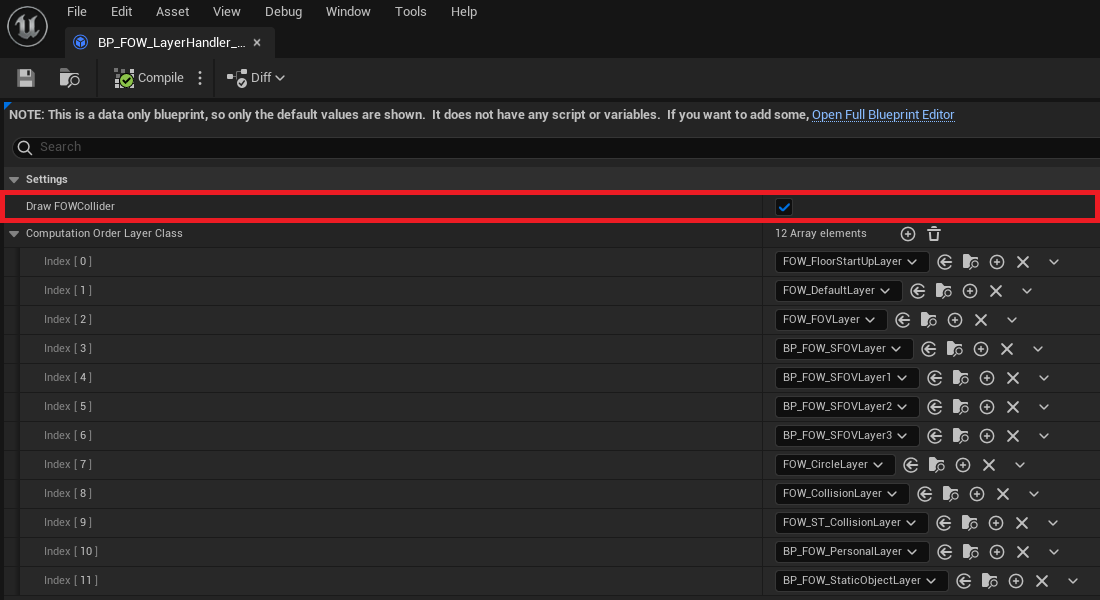 File Edit Asset View Debug Window Tools Help
BP_FOW_LayerHandler_...
Compile Diff
NOTE: This is a data only blueprint, so only the default values are shown. It does not have any script or variables. If you want to add some, Open Full Blueprint Editor
Search
Settings
Draw FOWCollider
Computation Order Layer Class 12 Array elements
Index [ 0 ] FOW_FloorStartUpLayer
Index [ 1 ] FOW_DefaultLayer
Index [ 2 ] FOW_FOVLayer
Index [ 3 ] BP_FOW_SFOVLayer
Index [ 4 ] BP_FOW_SFOVLayer1
Index [ 5 ] BP_FOW_SFOVLayer2
Index [ 6 ] BP_FOW_SFOVLayer3
Index [ 7 ] FOW_CircleLayer
Index [ 8 ] FOW_CollisionLayer
Index [ 9 ] FOW_ST_CollisionLayer
Index [ 10 ] BP_FOW_PersonalLayer
Index [ 11 ] BP_FOW_StaticObjectLayer